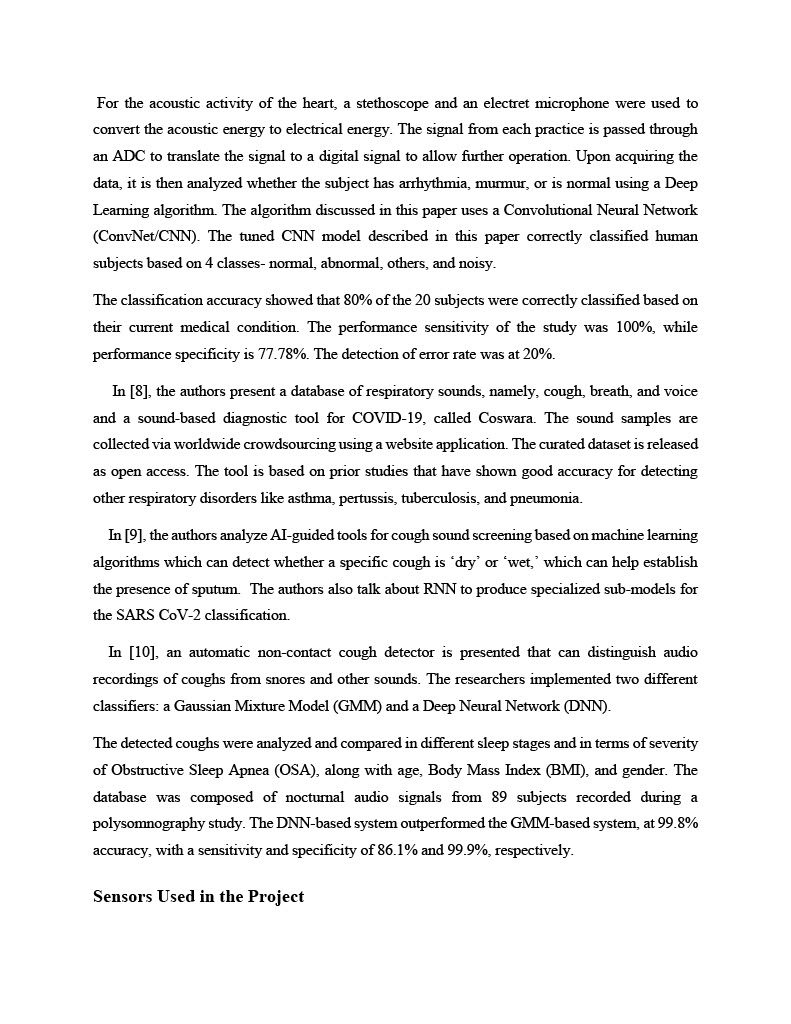 For the acoustic activity of the heart, a stethoscope and an electret microphone were used to
convert the acoustic energy to electrical energy. The signal from each practice is passed through
an ADC to translate the signal to a digital signal to allow further operation. Upon acquiring the
data, it is then analyzed whether the subject has arrhythmia, murmur, or is normal using a Deep
Learning algorithm. The algorithm discussed in this paper uses a Convolutional Neural Network
(ConvNet/CNN). The tuned CNN model described in this paper correctly classified human
subjects based on 4 classes- normal, abnormal, others, and noisy.
The classification accuracy showed that 80% of the 20 subjects were correctly classified based on
their current medical condition. The performance sensitivity of the study was 100%, while
performance specificity is 77.78%. The detection of error rate was at 20%.
In [8], the authors present a database of respiratory sounds, namely, cough, breath, and voice
and a sound-based diagnostic tool for COVID-19, called Coswara. The sound samples are
collected via worldwide crowdsourcing using a website application. The curated dataset is released
as open access. The tool is based on prior studies that have shown good accuracy for detecting
other respiratory disorders like asthma, pertussis, tuberculosis, and pneumonia.
In [9], the authors analyze AI-guided tools for cough sound screening based on machine learning
algorithms which can detect whether a specific cough is ‘dry’ or ‘wet,’ which can help establish
the presence of sputum.  The authors also talk about RNN to produce specialized sub-models for
the SARS CoV-2 classification.
In [10], an automatic non-contact cough detector is presented that can distinguish audio
recordings of coughs from snores and other sounds. The researchers implemented two different
classifiers: a Gaussian Mixture Model (GMM) and a Deep Neural Network (DNN).
The detected coughs were analyzed and compared in different sleep stages and in terms of severity
of Obstructive Sleep Apnea (OSA), along with age, Body Mass Index (BMI), and gender. The
database was composed of nocturnal audio signals from 89 subjects recorded during a
polysomnography study. The DNN-based system outperformed the GMM-based system, at 99.8%
accuracy, with a sensitivity and specificity of 86.1% and 99.9%, respectively.
Sensors Used in the Project